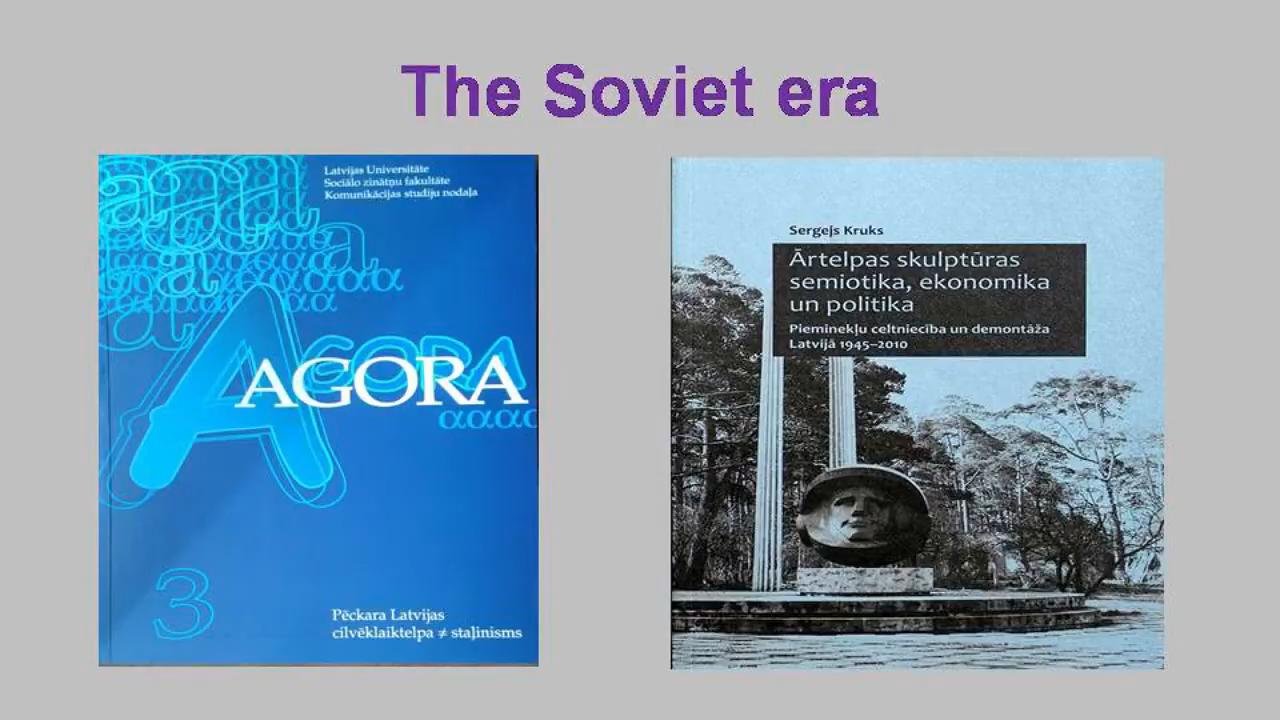 The Soviet era
Latvijas Universitāte
Sociālo zinātņu fakultāte
Komunikācijas studiju nodaļa
AGORA
3
Pēckara Latvijas
cilvēklaiktelpa ≠ staļinisms
Sergejs Kruks
Ārtelpas skulptūras
semiotika, ekonomika
un politika
Pieminekļu celtniecība un demontāža
Latvijā 1945–2010